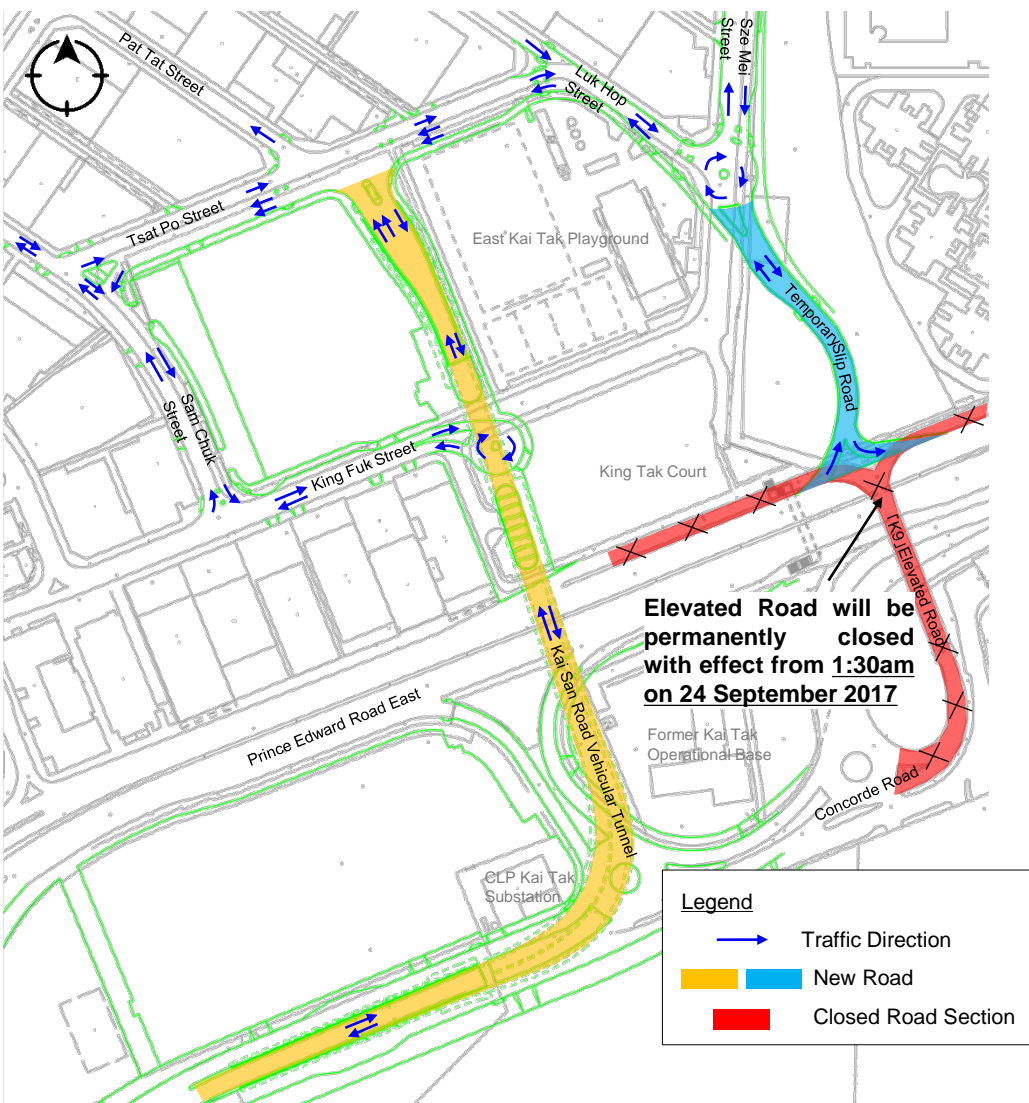 Pat Tat Street
Luk Hop
Street
Sze Mei
Street
Tsat Po Street
East Kai Tak Playground
Temporary Slip Road
Sam Chuk
Street
King Fuk Street
King Tak Court
TK9 Elevated Road
Elevated Road will be
permanently closed
with effect from 1:30am
on 24 September 2017
Kai San Road Vehicular Tunnel
Prince Edward Road East
Former Kai Tak
Operational Base
Concorde Road
CLP Kai Tak
Substation
Legend
Traffic Direction
New Road
Closed Road Section